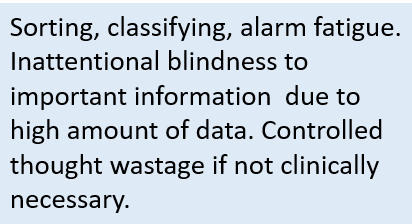 Sorting, classifying, alarm fatigue.
Inattentional blindness to
important information  due to
high amount of data. Controlled
thought wastage if not clinically
necessary.